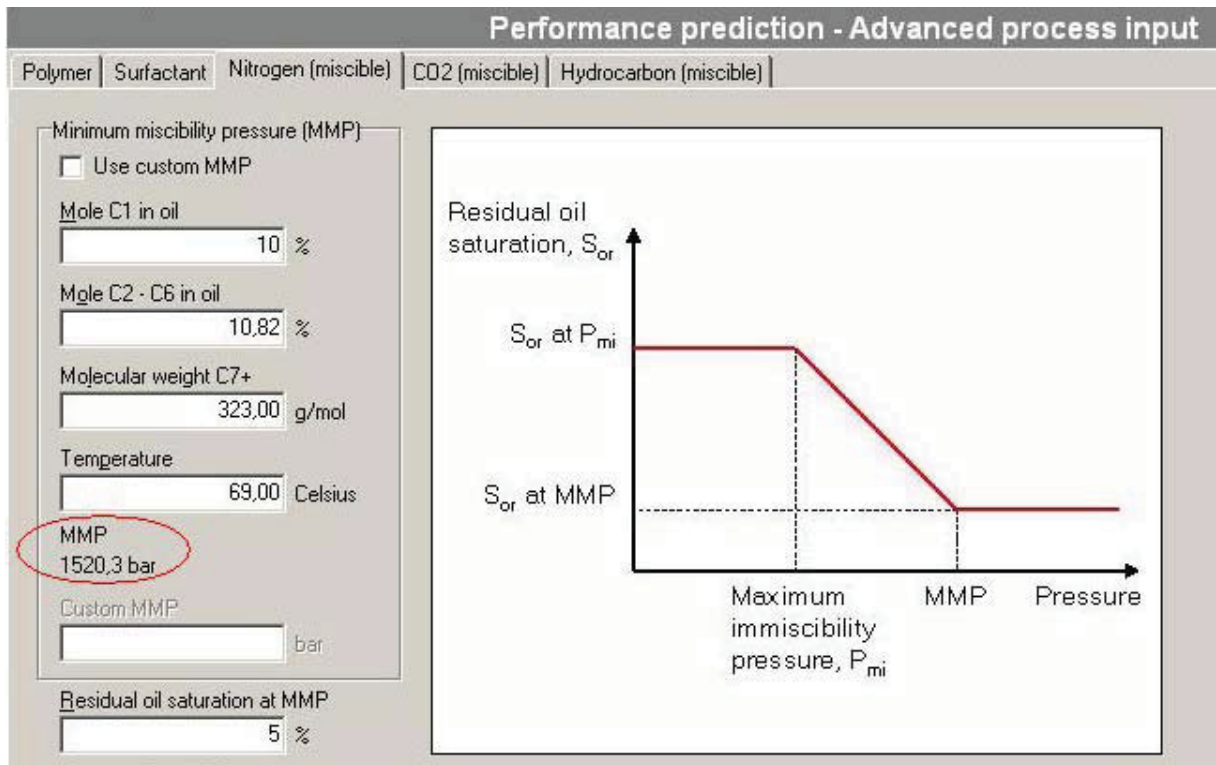 Performance prediction - Advanced process input
Polymer
Surfactant
Nitrogen (miscible)
CO2 (miscible)
Hydrocarbon (miscible)
Minimum miscibility pressure (MMP)
Use custom MMP
Mole C1 in oil
10 %
Mole C2 - C6 in oil
10,82 %
Molecular weight C7+
323,00 g/mol
Temperature
69,00 Celsius
MMP
1520,3 bar
Custom MMP
bar
Residual oil saturation at MMP
5 %
Residual oil
saturation, Sor
Sor at Pmi
Sor at MMP
Maximum
immiscibility
pressure, Pmi
MMP
Pressure